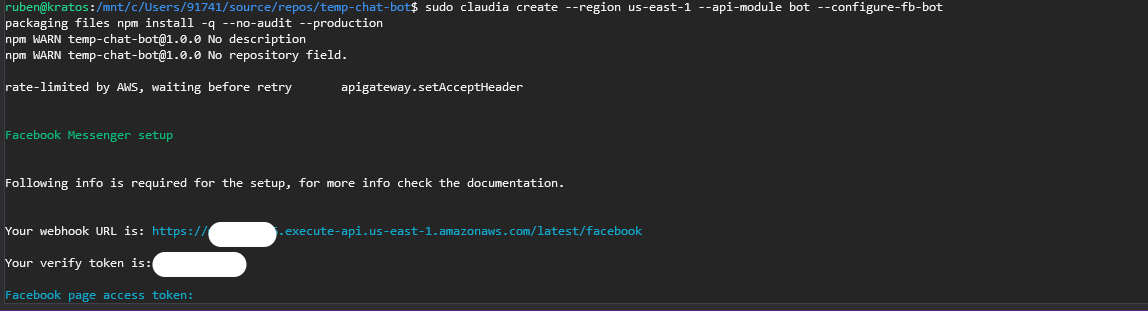 ruben@kratos:/mnt/c/Users/91741/source/repos/temp-chat-bot$ sudo claudia create --region us-east-1 --api-module bot --configure-fb-bot
packaging files npm install -q --no-audit --production
npm WARN temp-chat-bot@1.0.0 No description
npm WARN temp-chat-bot@1.0.0 No repository field.
rate-limited by AWS, waiting before retry apigateway.setAcceptHeader
Facebook Messenger setup
Following info is required for the setup, for more info check the documentation.
Your webhook URL is: https:// .execute-api.us-east-1.amazonaws.com/latest/facebook
Your verify token is:
Facebook page access token: